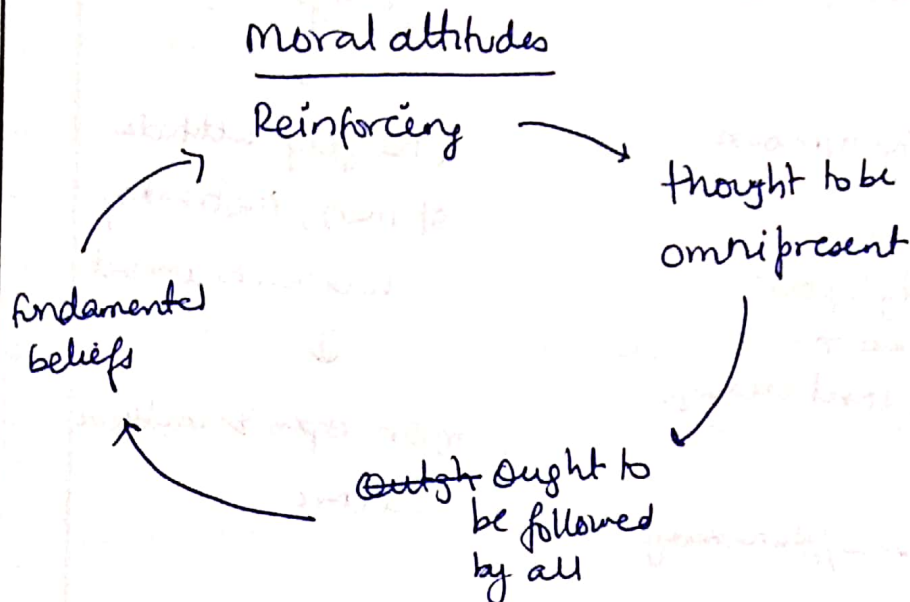 Moral attitudes
Reinforcing
thought to be
omnipresent
ought to
be followed
by all
fundamental
beliefs